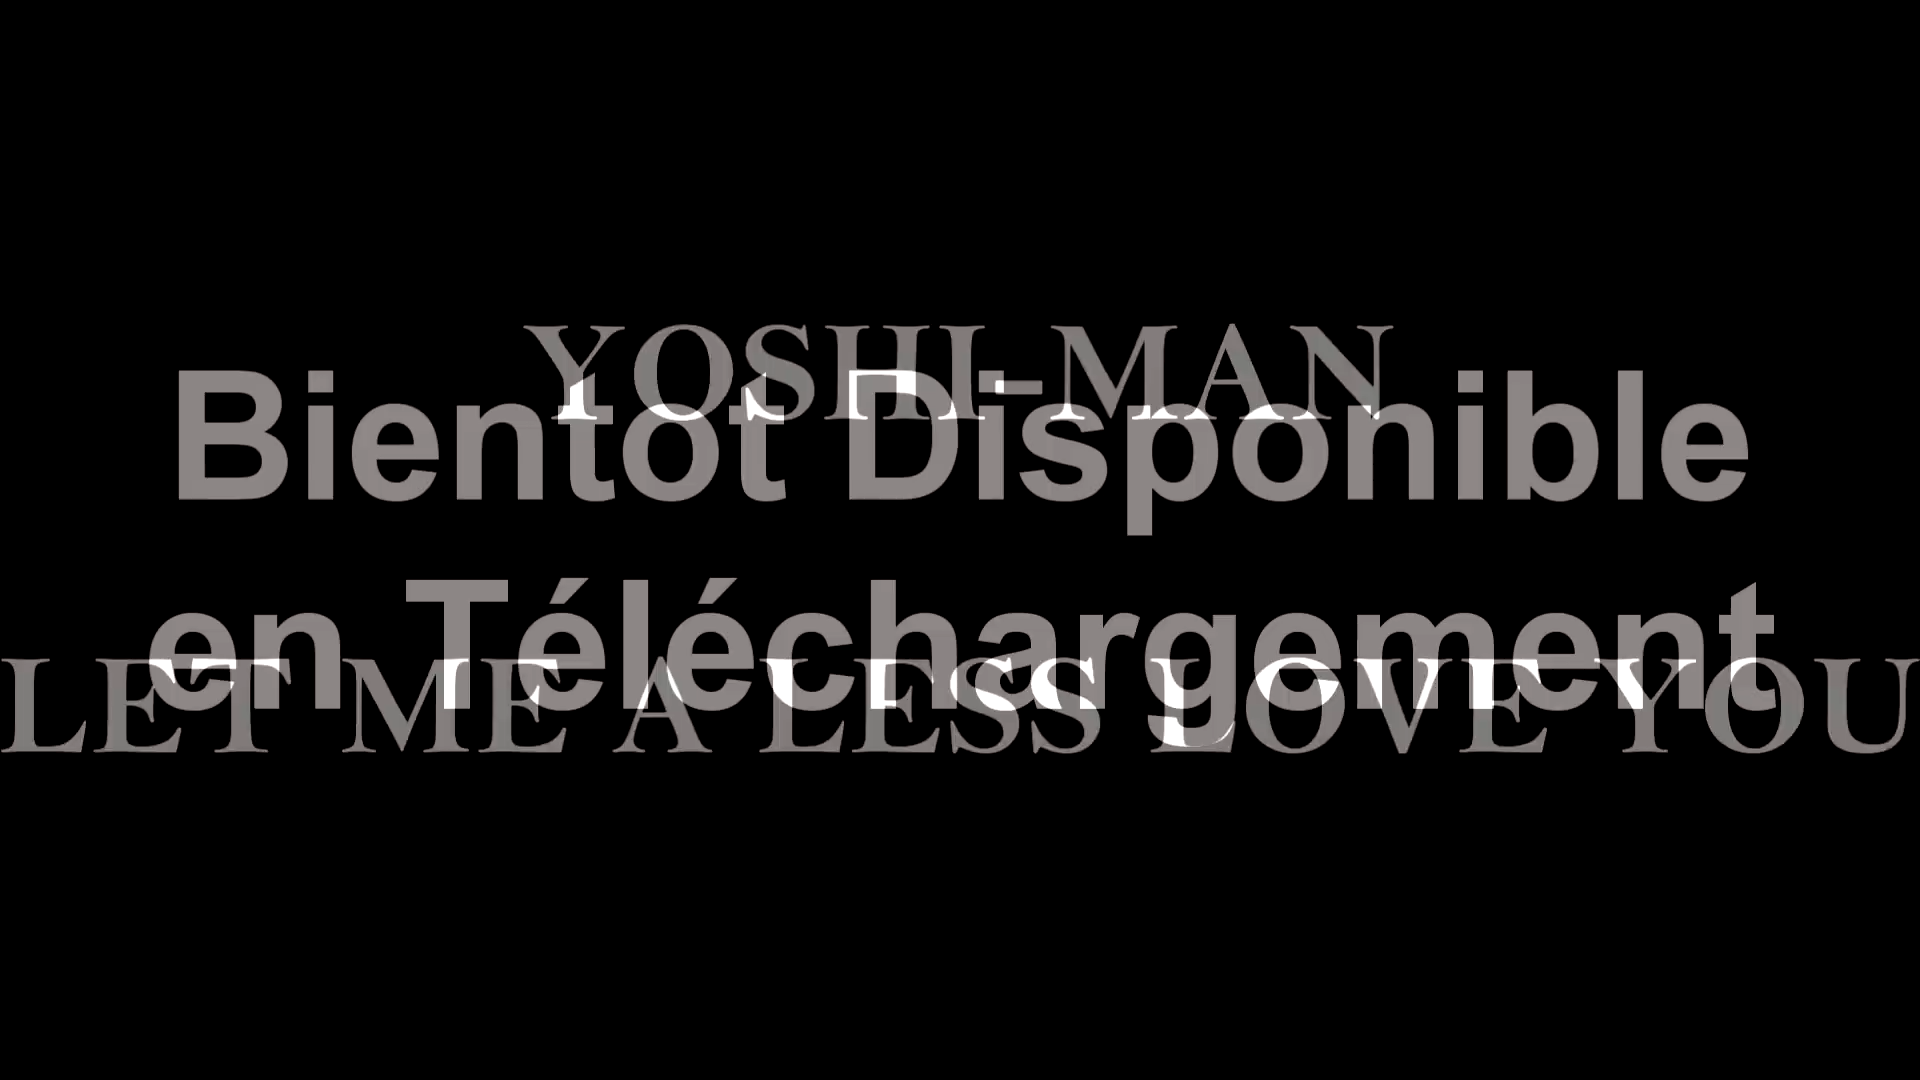 YOSHI-MAN
Bientot Disponible
en Téléchargement
LET ME A LESS LOVE YOU